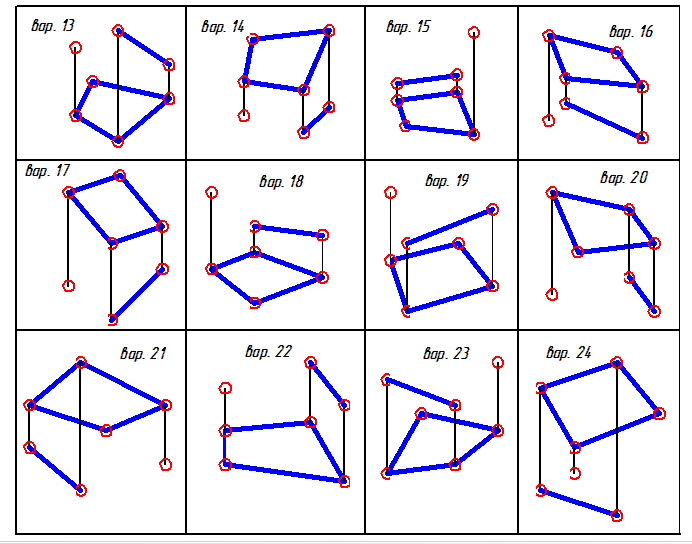 вар. 13
вар. 14
вар. 15
вар. 16
вар. 17
вар. 18
вар. 19
вар. 20
вар. 21
вар. 22
вар. 23
вар. 24